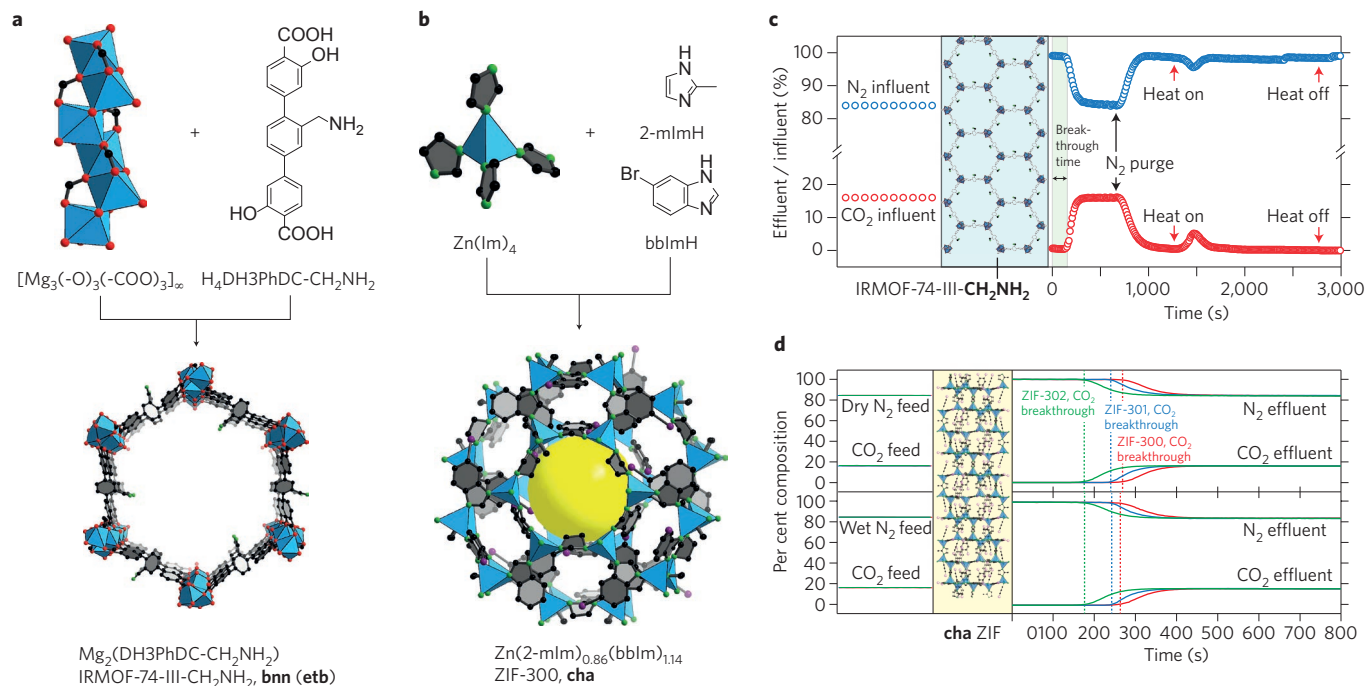 a
COOH
HO
NH₂
HO
COOH
+
[Mg₃(-O)₃(-COO)₃]∞
H₄DH3PhDC-CH₂NH₂
Mg₂(DH3PhDC-CH₂NH₂)
IRMOF-74-III-CH₂NH₂, bnn (etb)
b
+
H
N
N
2-mImH
Br
H
N
N
bbImH
Zn(Im)₄
Zn(2-mIm)₀.₈₆(bbIm)₁.₁₄
ZIF-300, cha
c
Effluent / influent (%)
100
80
20
0
N₂ influent
CO₂ influent
Break-
through
time
N₂ purge
Heat on
Heat off
Heat on
Heat off
IRMOF-74-III-CH₂NH₂
0
1,000
2,000
3,000
Time (s)
d
Per cent composition
100
80
60
40
20
0
100
80
60
40
20
0
Dry N₂ feed
CO₂ feed
Wet N₂ feed
CO₂ feed
ZIF-302, CO₂
breakthrough
ZIF-301, CO₂
breakthrough
ZIF-300, CO₂
breakthrough
N₂ effluent
CO₂ effluent
N₂ effluent
CO₂ effluent
cha ZIF
0 100 200 300 400 500 600 700 800
Time (s)